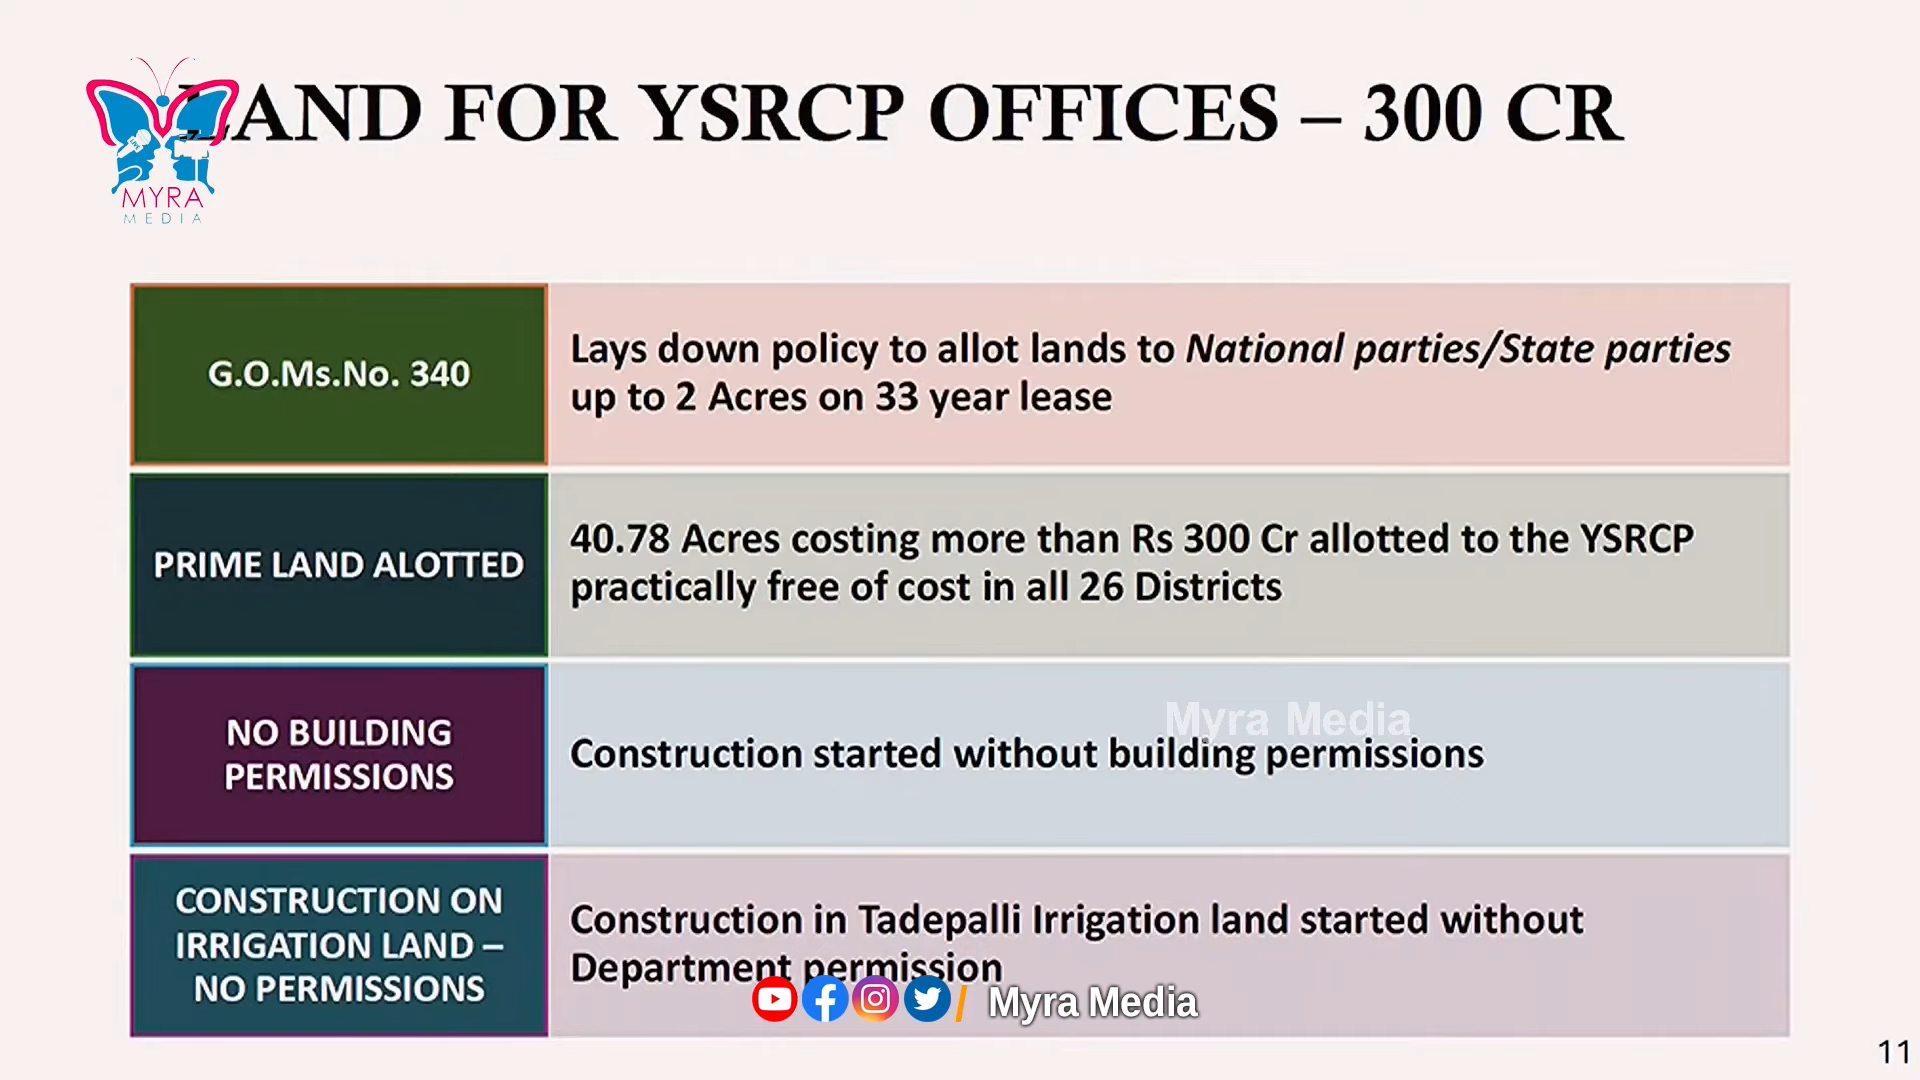 LAND FOR YSRCP OFFICES – 300 CR
MYRA
MEDIA
G.O.Ms.No. 340
Lays down policy to allot lands to National parties/State parties
up to 2 Acres on 33 year lease
PRIME LAND ALOTTED
40.78 Acres costing more than Rs 300 Cr allotted to the YSRCP
practically free of cost in all 26 Districts
NO BUILDING
PERMISSIONS
Myra Media
Construction started without building permissions
CONSTRUCTION ON
IRRIGATION LAND –
NO PERMISSIONS
Construction in Tadepalli Irrigation land started without
Department permission
/ Myra Media
11